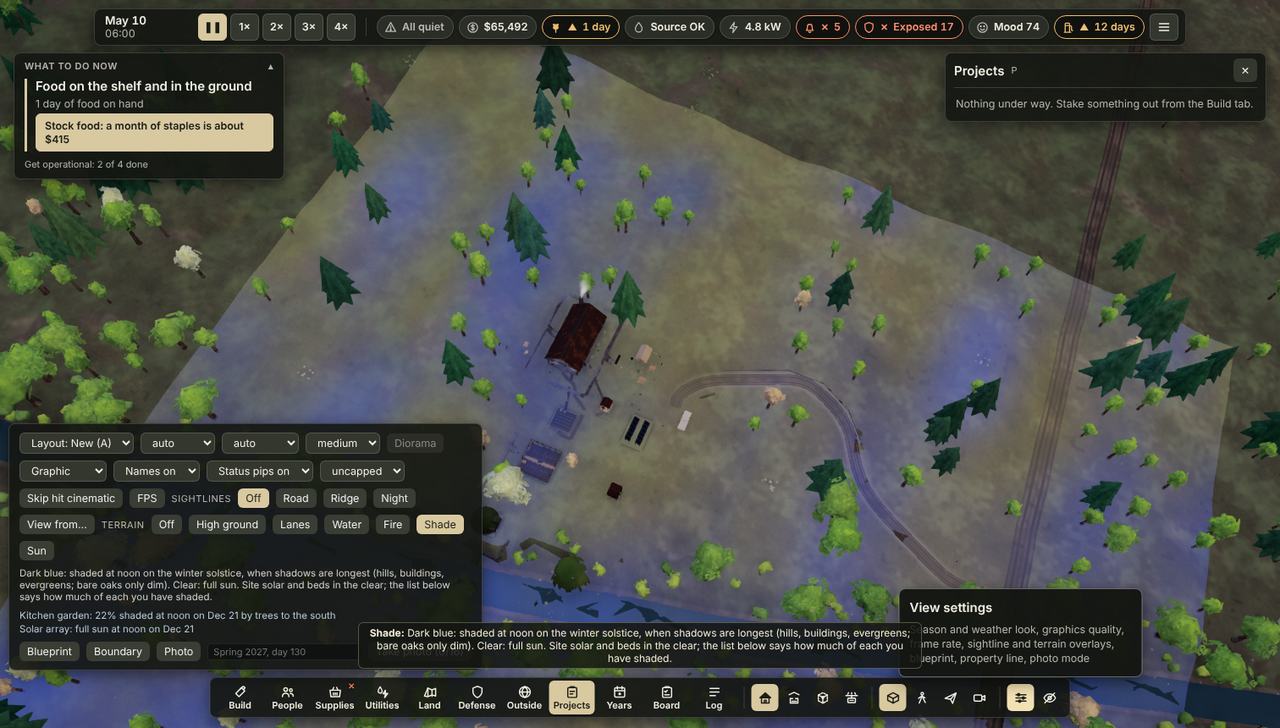 May 10
06:00
1×
2×
3×
4×
All quiet
$65,492
▲ 1 day
Source OK
4.8 kW
× 5
× Exposed 17
Mood 74
▲ 12 days
WHAT TO DO NOW
Food on the shelf and in the ground
1 day of food on hand
Stock food: a month of staples is about
$415
Get operational: 2 of 4 done
Projects P
Nothing under way. Stake something out from the Build tab.
Layout: New (A)
auto
auto
medium
Diorama
Graphic
Names on
Status pips on
uncapped
Skip hit cinematic
FPS
SIGHTLINES
Off
Road
Ridge
Night
View from...
TERRAIN
Off
High ground
Lanes
Water
Fire
Shade
Sun
Dark blue: shaded at noon on the winter solstice, when shadows are longest (hills, buildings,
evergreens; bare oaks only dim). Clear: full sun. Site solar and beds in the clear; the list below
says how much of each you have shaded.
Kitchen garden: 22% shaded at noon on Dec 21 by trees to the south
Solar array: full sun at noon on Dec 21
Blueprint
Boundary
Photo
Spring 2027, day 130
Shade: Dark blue: shaded at noon on the winter solstice, when shadows are longest (hills, buildings, evergreens;
bare oaks only dim). Clear: full sun. Site solar and beds in the clear; the list below says how much of each you
have shaded.
View settings
Season and weather look, graphics quality,
frame rate, sightline and terrain overlays,
blueprint, property line, photo mode
Build
People
Supplies
Utilities
Land
Defense
Outside
Projects
Years
Board
Log